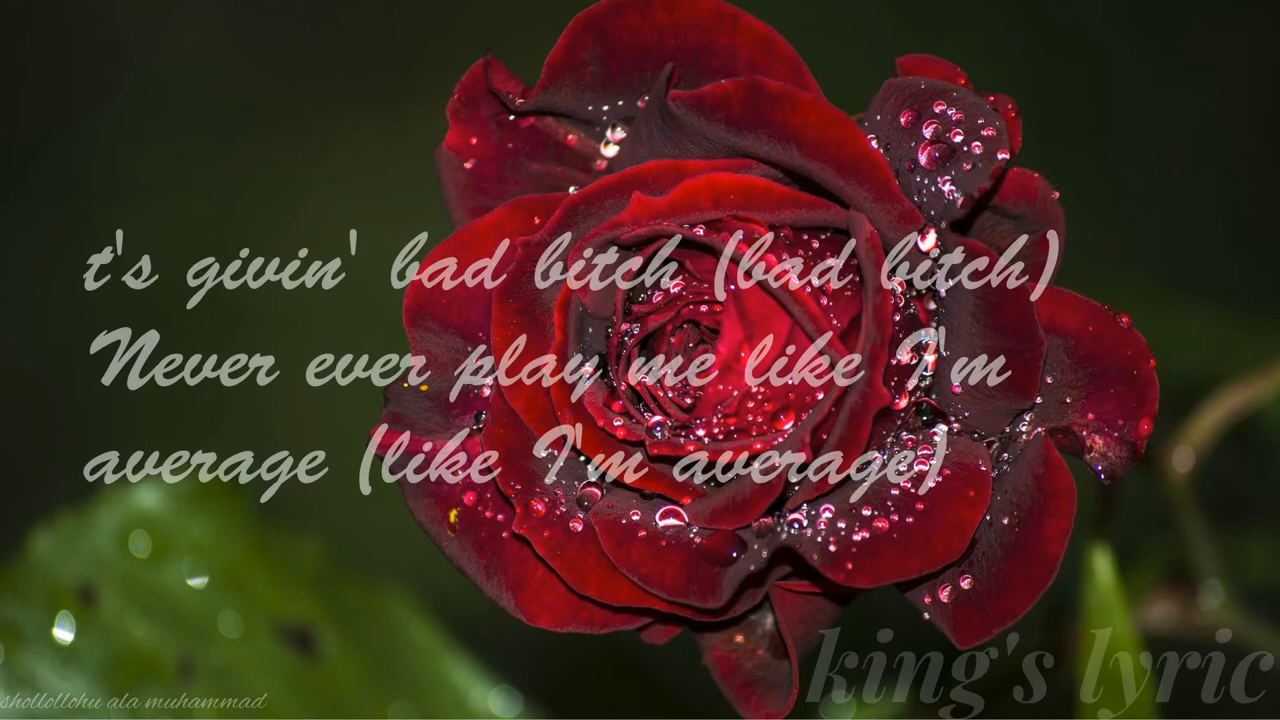 t's givin' bad bitch (bad bitch)
Never ever play me like I'm
average (like I'm average)
king's lyric
shollollohu ala muhammad